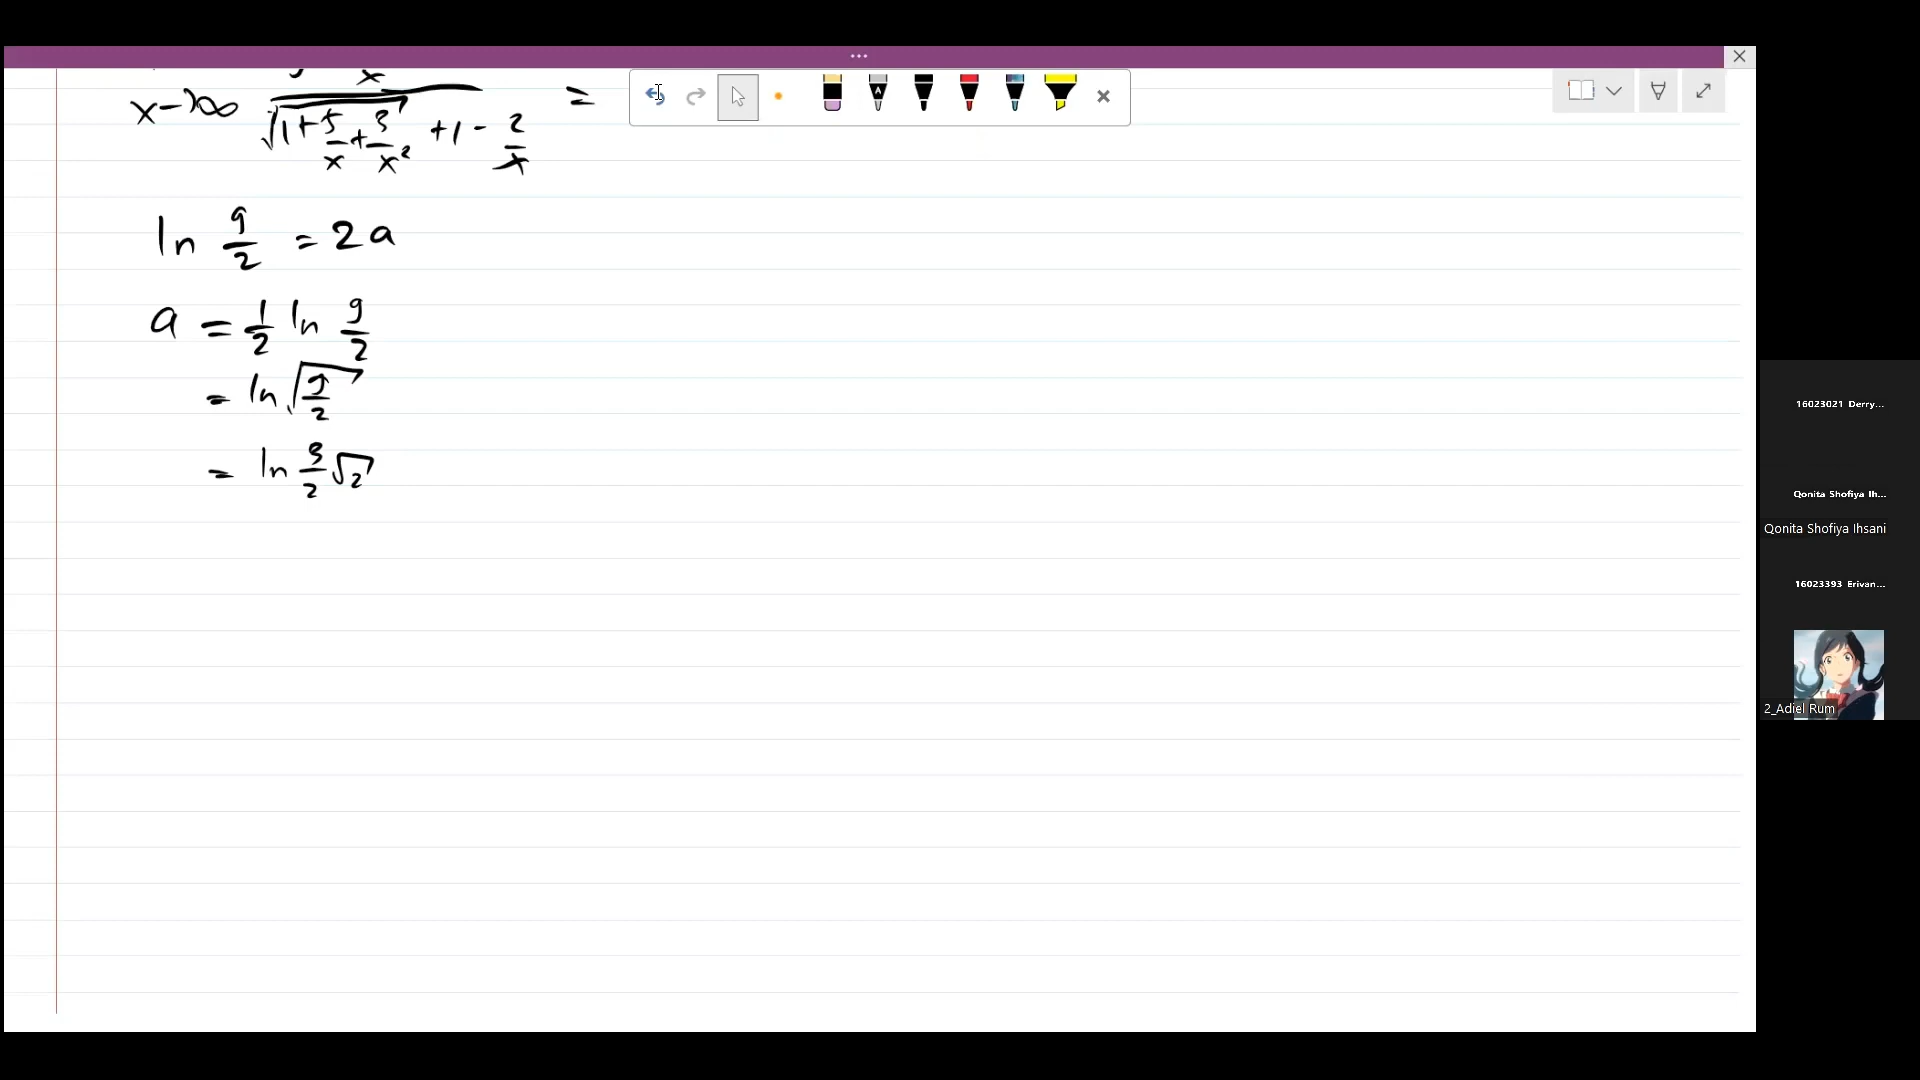 x→∞ x / (√(1+5/x+3/x²) +1 - 2/x) =
ln 9/2 = 2a
a = 1/2 ln 9/2
= ln √(9/2)
= ln 3/2 √2
16023021 Derry...
Qonita Shofiya Ih...
Qonita Shofiya Ihsani
16023393 Erivan...
2_Adiel Rum